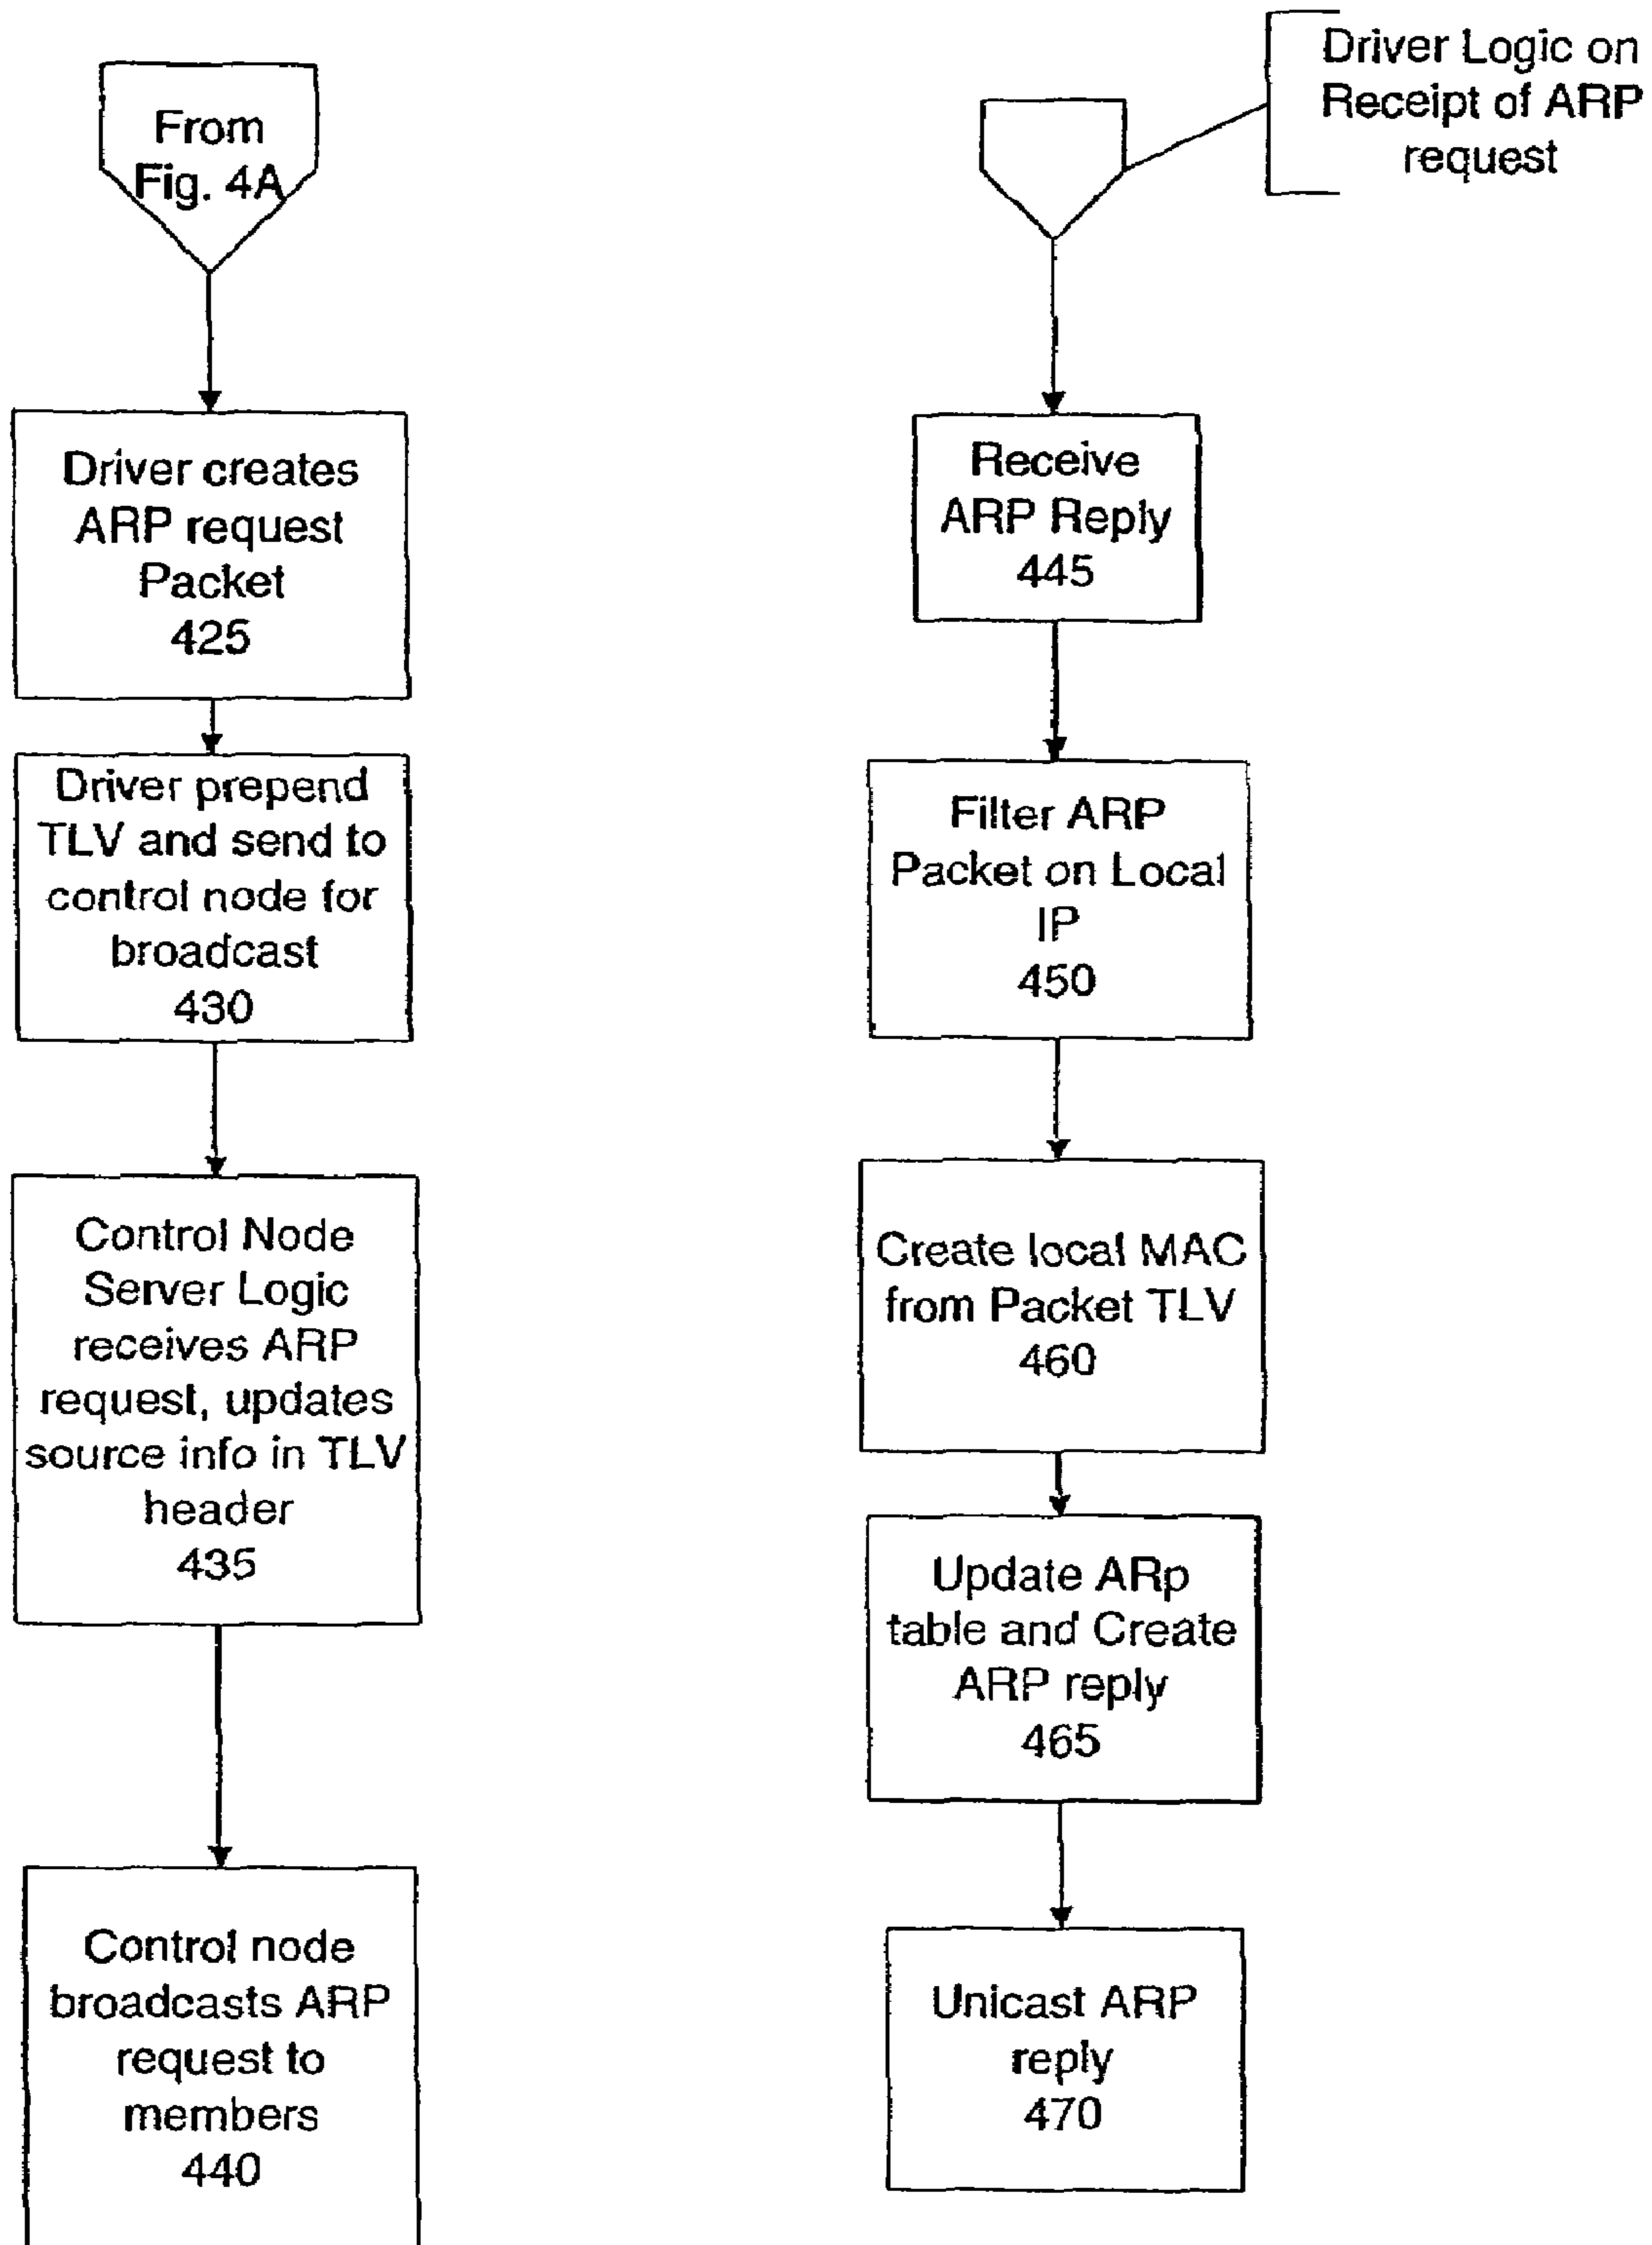 From
Fig. 4A
Driver creates
ARP request
Packet
425
Driver prepend
TLV and send to
control node for
broadcast
430
Control Node
Server Logic
receives ARP
request, updates
source info in TLV
header
435
Control node
broadcasts ARP
request to
members
440
Driver Logic on
Receipt of ARP
request
Receive
ARP Reply
445
Filter ARP
Packet on Local
IP
450
Create local MAC
from Packet TLV
460
Update ARp
table and Create
ARP reply
465
Unicast ARP
reply
470